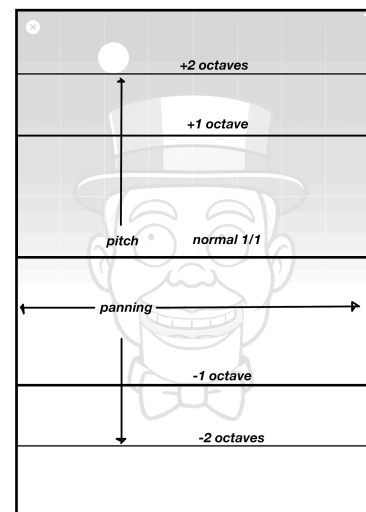 +2 octaves
+1 octave
pitch
normal 1/1
panning
-1 octave
-2 octaves